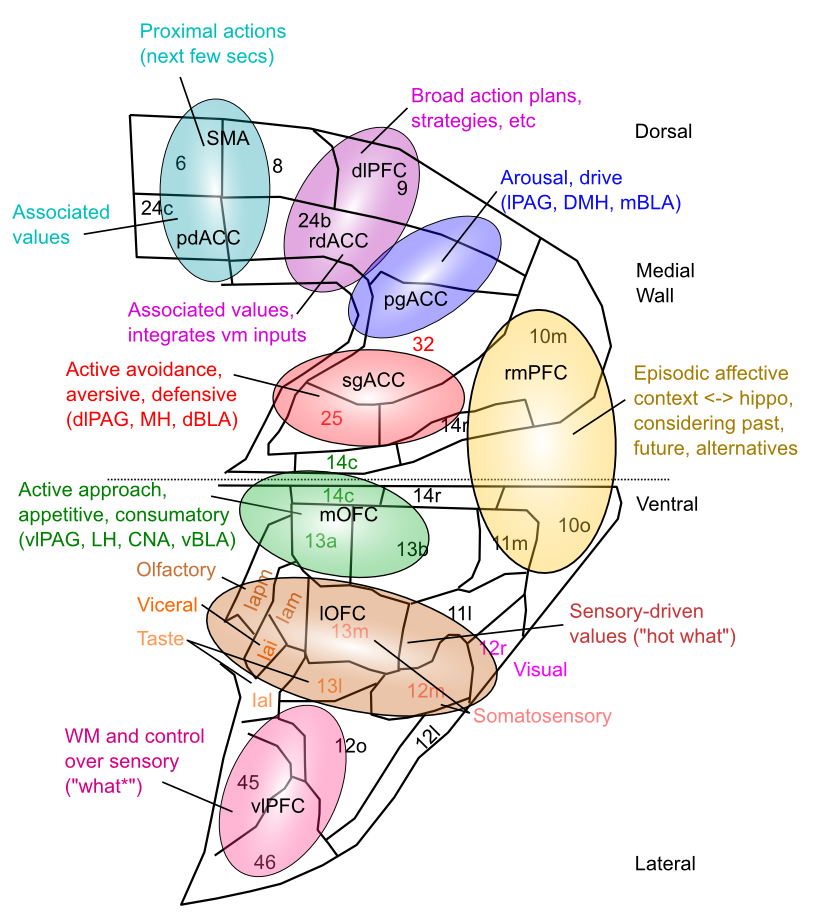 Proximal actions
(next few secs)
Broad action plans,
strategies, etc
Dorsal
SMA
6
8
dlPFC
9
Arousal, drive
(lPAG, DMH, mBLA)
Associated
values
24c
pdACC
24b
rdACC
Medial
Wall
pgACC
Associated values,
integrates vm inputs
32
10m
Active avoidance,
aversive, defensive
(dlPAG, MH, dBLA)
sgACC
25
rmPFC
Episodic affective
context <-> hippo,
considering past,
future, alternatives
14r
14c
Active approach,
appetitive, consumatory
(vlPAG, LH, CNA, vBLA)
14c
14r
Ventral
mOFC
13a
13b
11m
10o
Olfactory
Viceral
Taste
Iapm
Iam
Iai
Ial
lOFC
13m
13l
12m
11l
12r
Sensory-driven
values ("hot what")
Visual
Somatosensory
WM and control
over sensory
("what*")
12o
12l
45
vlPFC
46
Lateral